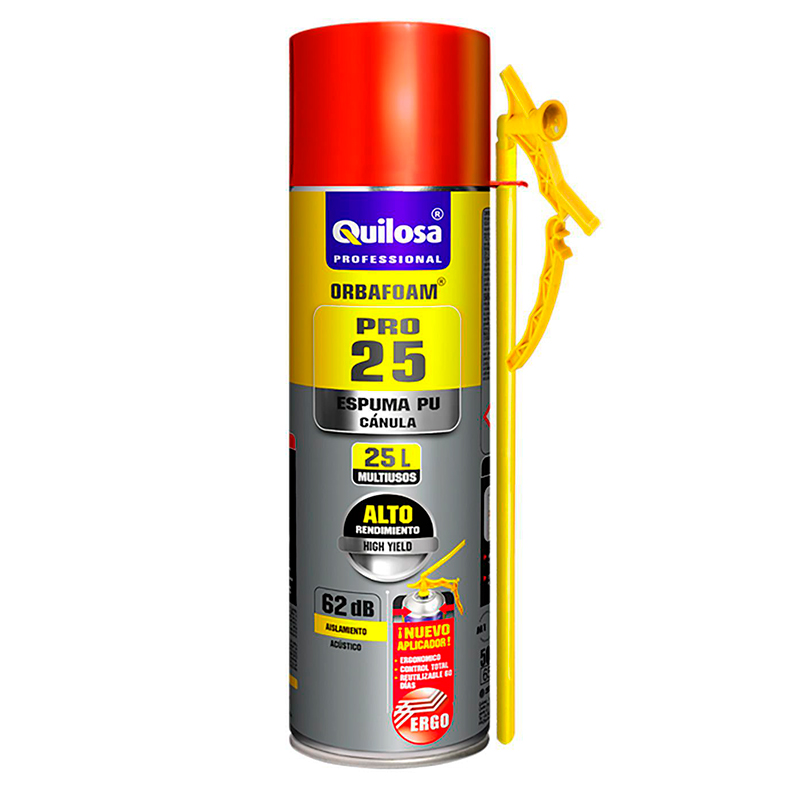 Quilosa®
PROFESSIONAL
ORBAFOAM®
PRO
25
ESPUMA PU
CÁNULA
25 L
MULTIUSOS
ALTO
RENDIMIENTO
HIGH YIELD
62 dB
AISLAMIENTO
ACÚSTICO
¡NUEVO
APLICADOR!
• ERGONOMICO
• CONTROL TOTAL
• REUTILIZABLE 60
DÍAS
ERGO